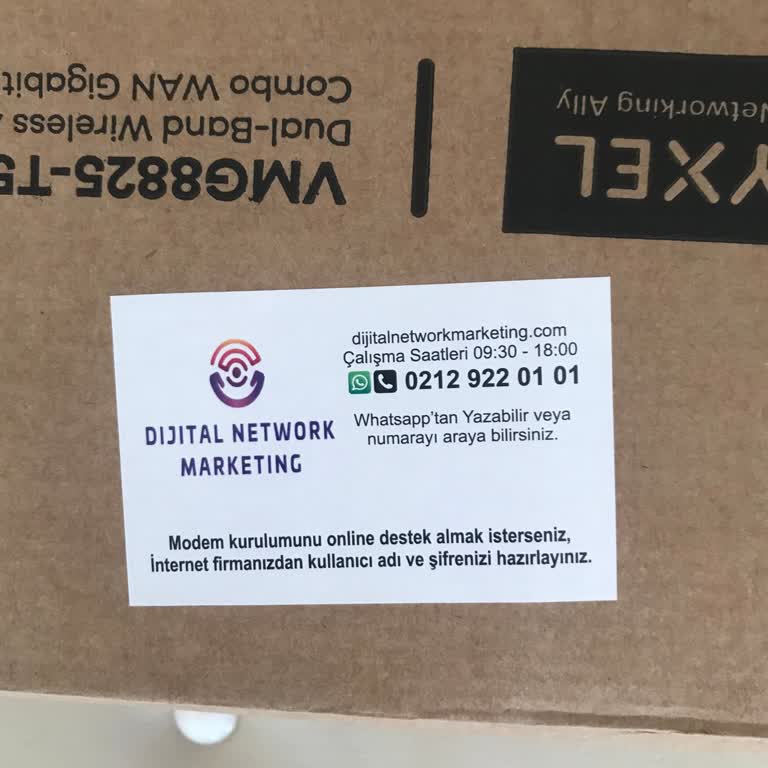 VMG8825-T5
Dual-Band Wireless
Combo WAN Gigabit
YXEL
Networking Ally
DIJITAL NETWORK
MARKETING
dijitalnetworkmarketing.com
Çalışma Saatleri 09:30 - 18:00
0212 922 01 01
Whatsapp'tan Yazabilir veya
numarayı araya bilirsiniz.
Modem kurulumunu online destek almak isterseniz,
İnternet firmanızdan kullanıcı adı ve şifrenizi hazırlayınız.